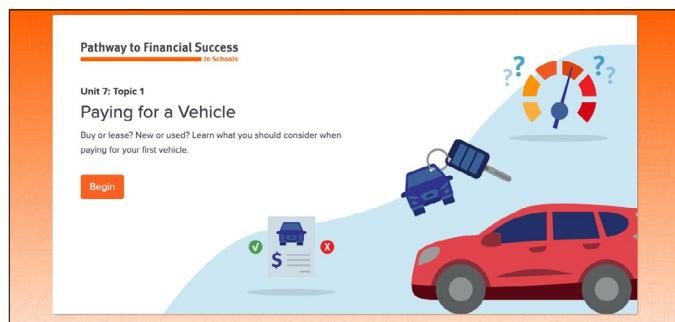 Pathway to Financial Success
in Schools
Unit 7: Topic 1
Paying for a Vehicle
Buy or lease? New or used? Learn what you should consider when
paying for your first vehicle.
Begin
? ?
? ?
$